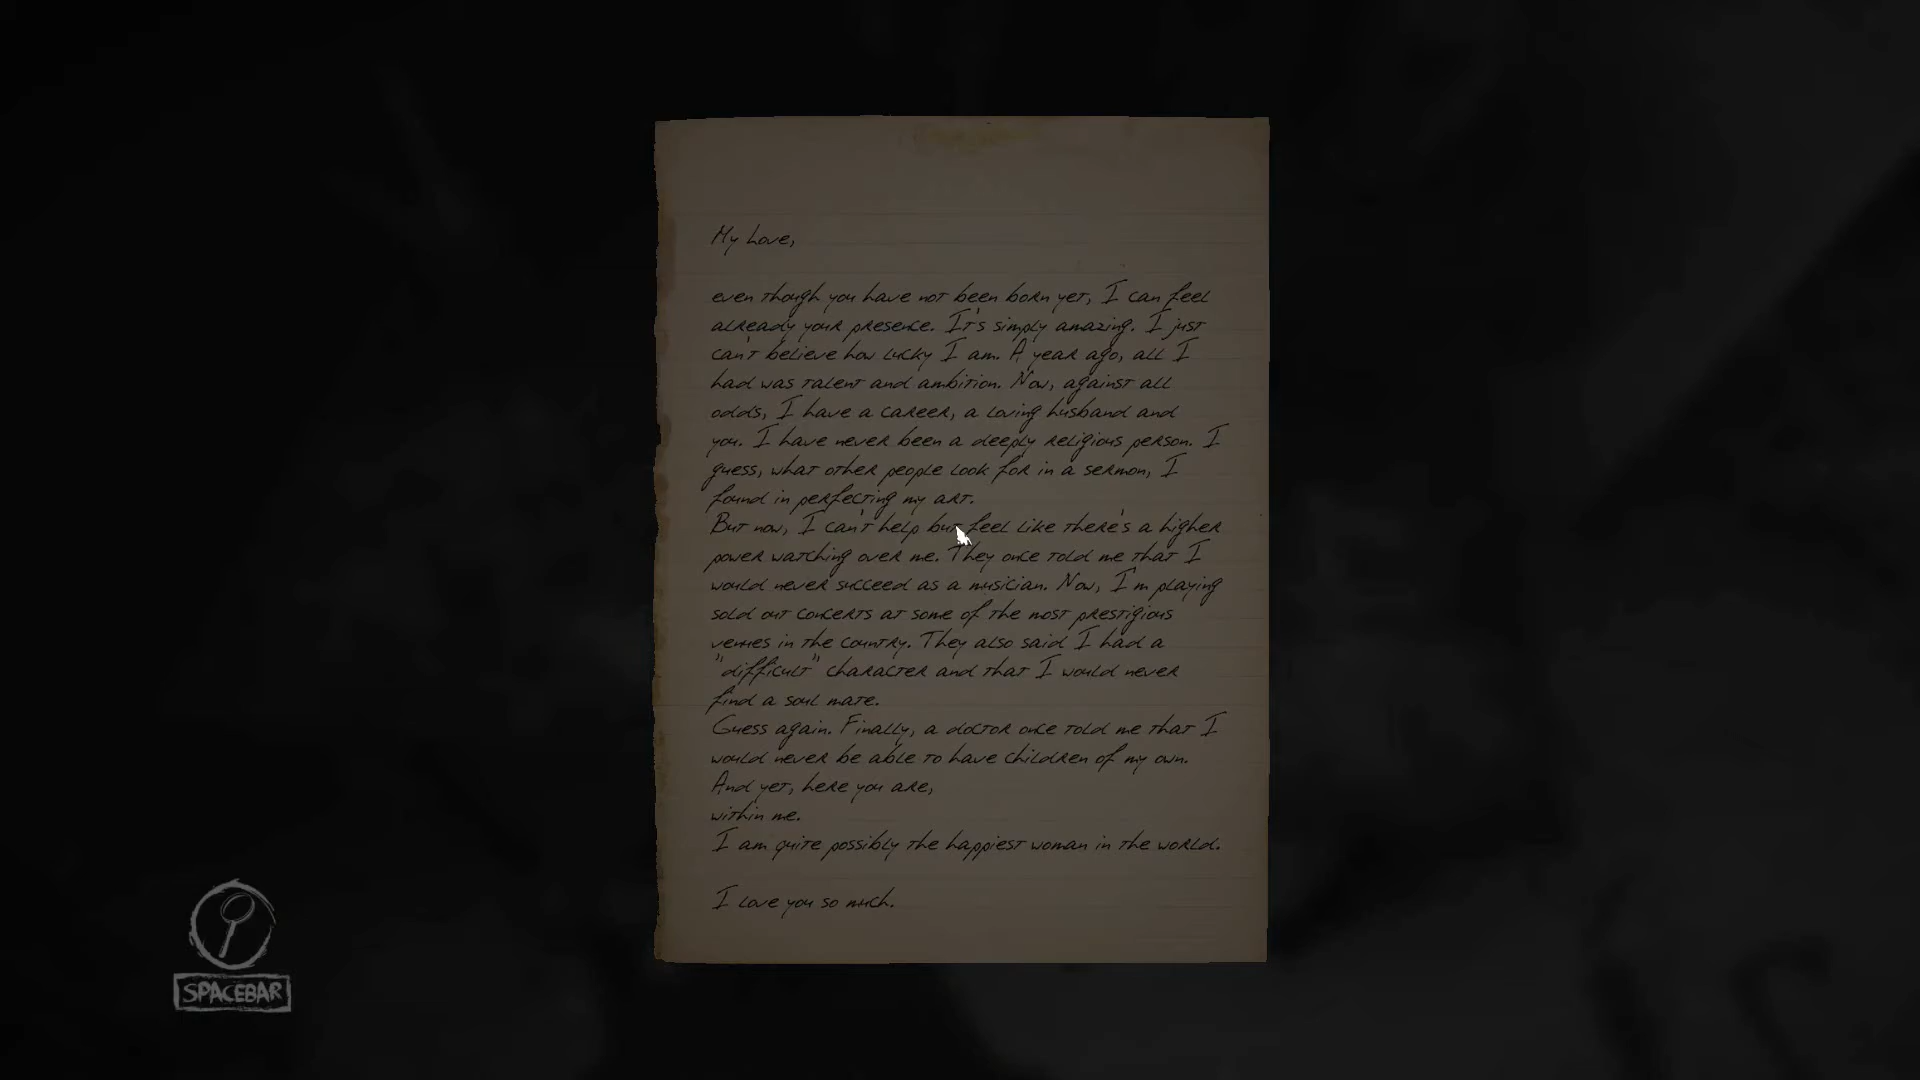 My Love,
even though you have not been born yet, I can feel
already your presence. It's simply amazing. I just
can't believe how lucky I am. A year ago, all I
had was talent and ambition. Now, against all
odds, I have a career, a loving husband and
you. I have never been a deeply religious person. I
guess, what other people look for in a sermon, I
found in perfecting my art.
But now, I can't help but feel like there's a higher
power watching over me. They once told me that I
would never succeed as a musician. Now, I'm playing
sold out concerts at some of the most prestigious
venues in the country. They also said I had a
"difficult" character and that I would never
find a soul mate.
Guess again. Finally, a doctor once told me that I
would never be able to have children of my own.
And yet, here you are,
within me.
I am quite possibly the happiest woman in the world.
I love you so much.
SPACEBAR